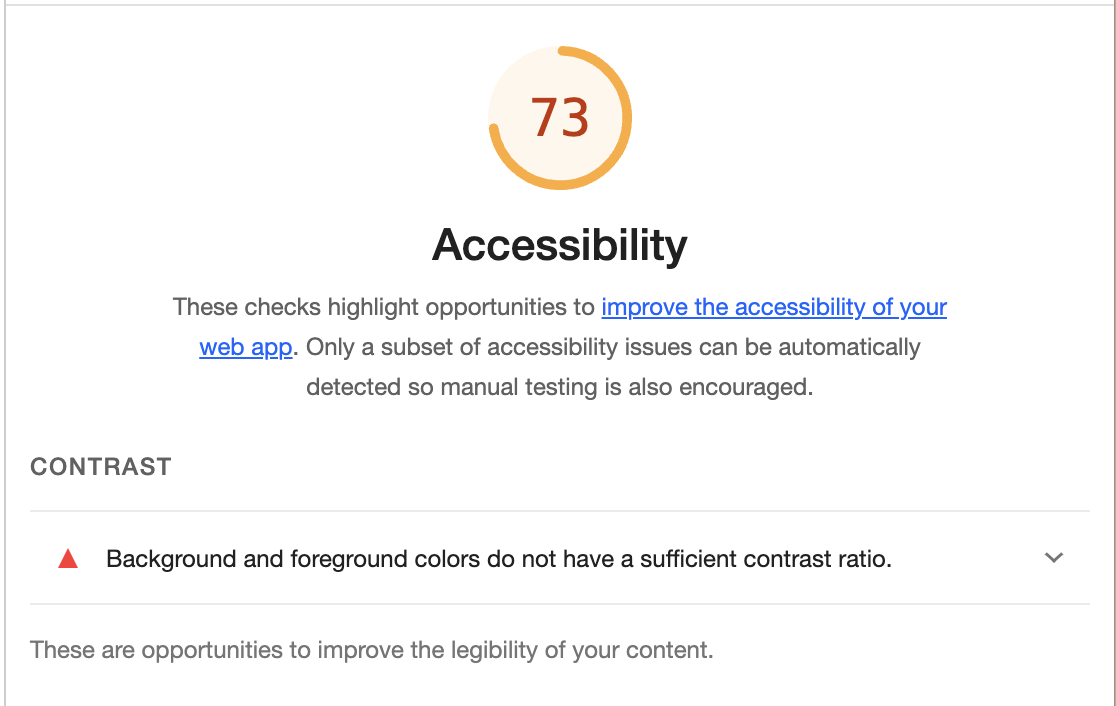 73
Accessibility
These checks highlight opportunities to improve the accessibility of your
web app. Only a subset of accessibility issues can be automatically
detected so manual testing is also encouraged.
CONTRAST
Background and foreground colors do not have a sufficient contrast ratio.
These are opportunities to improve the legibility of your content.